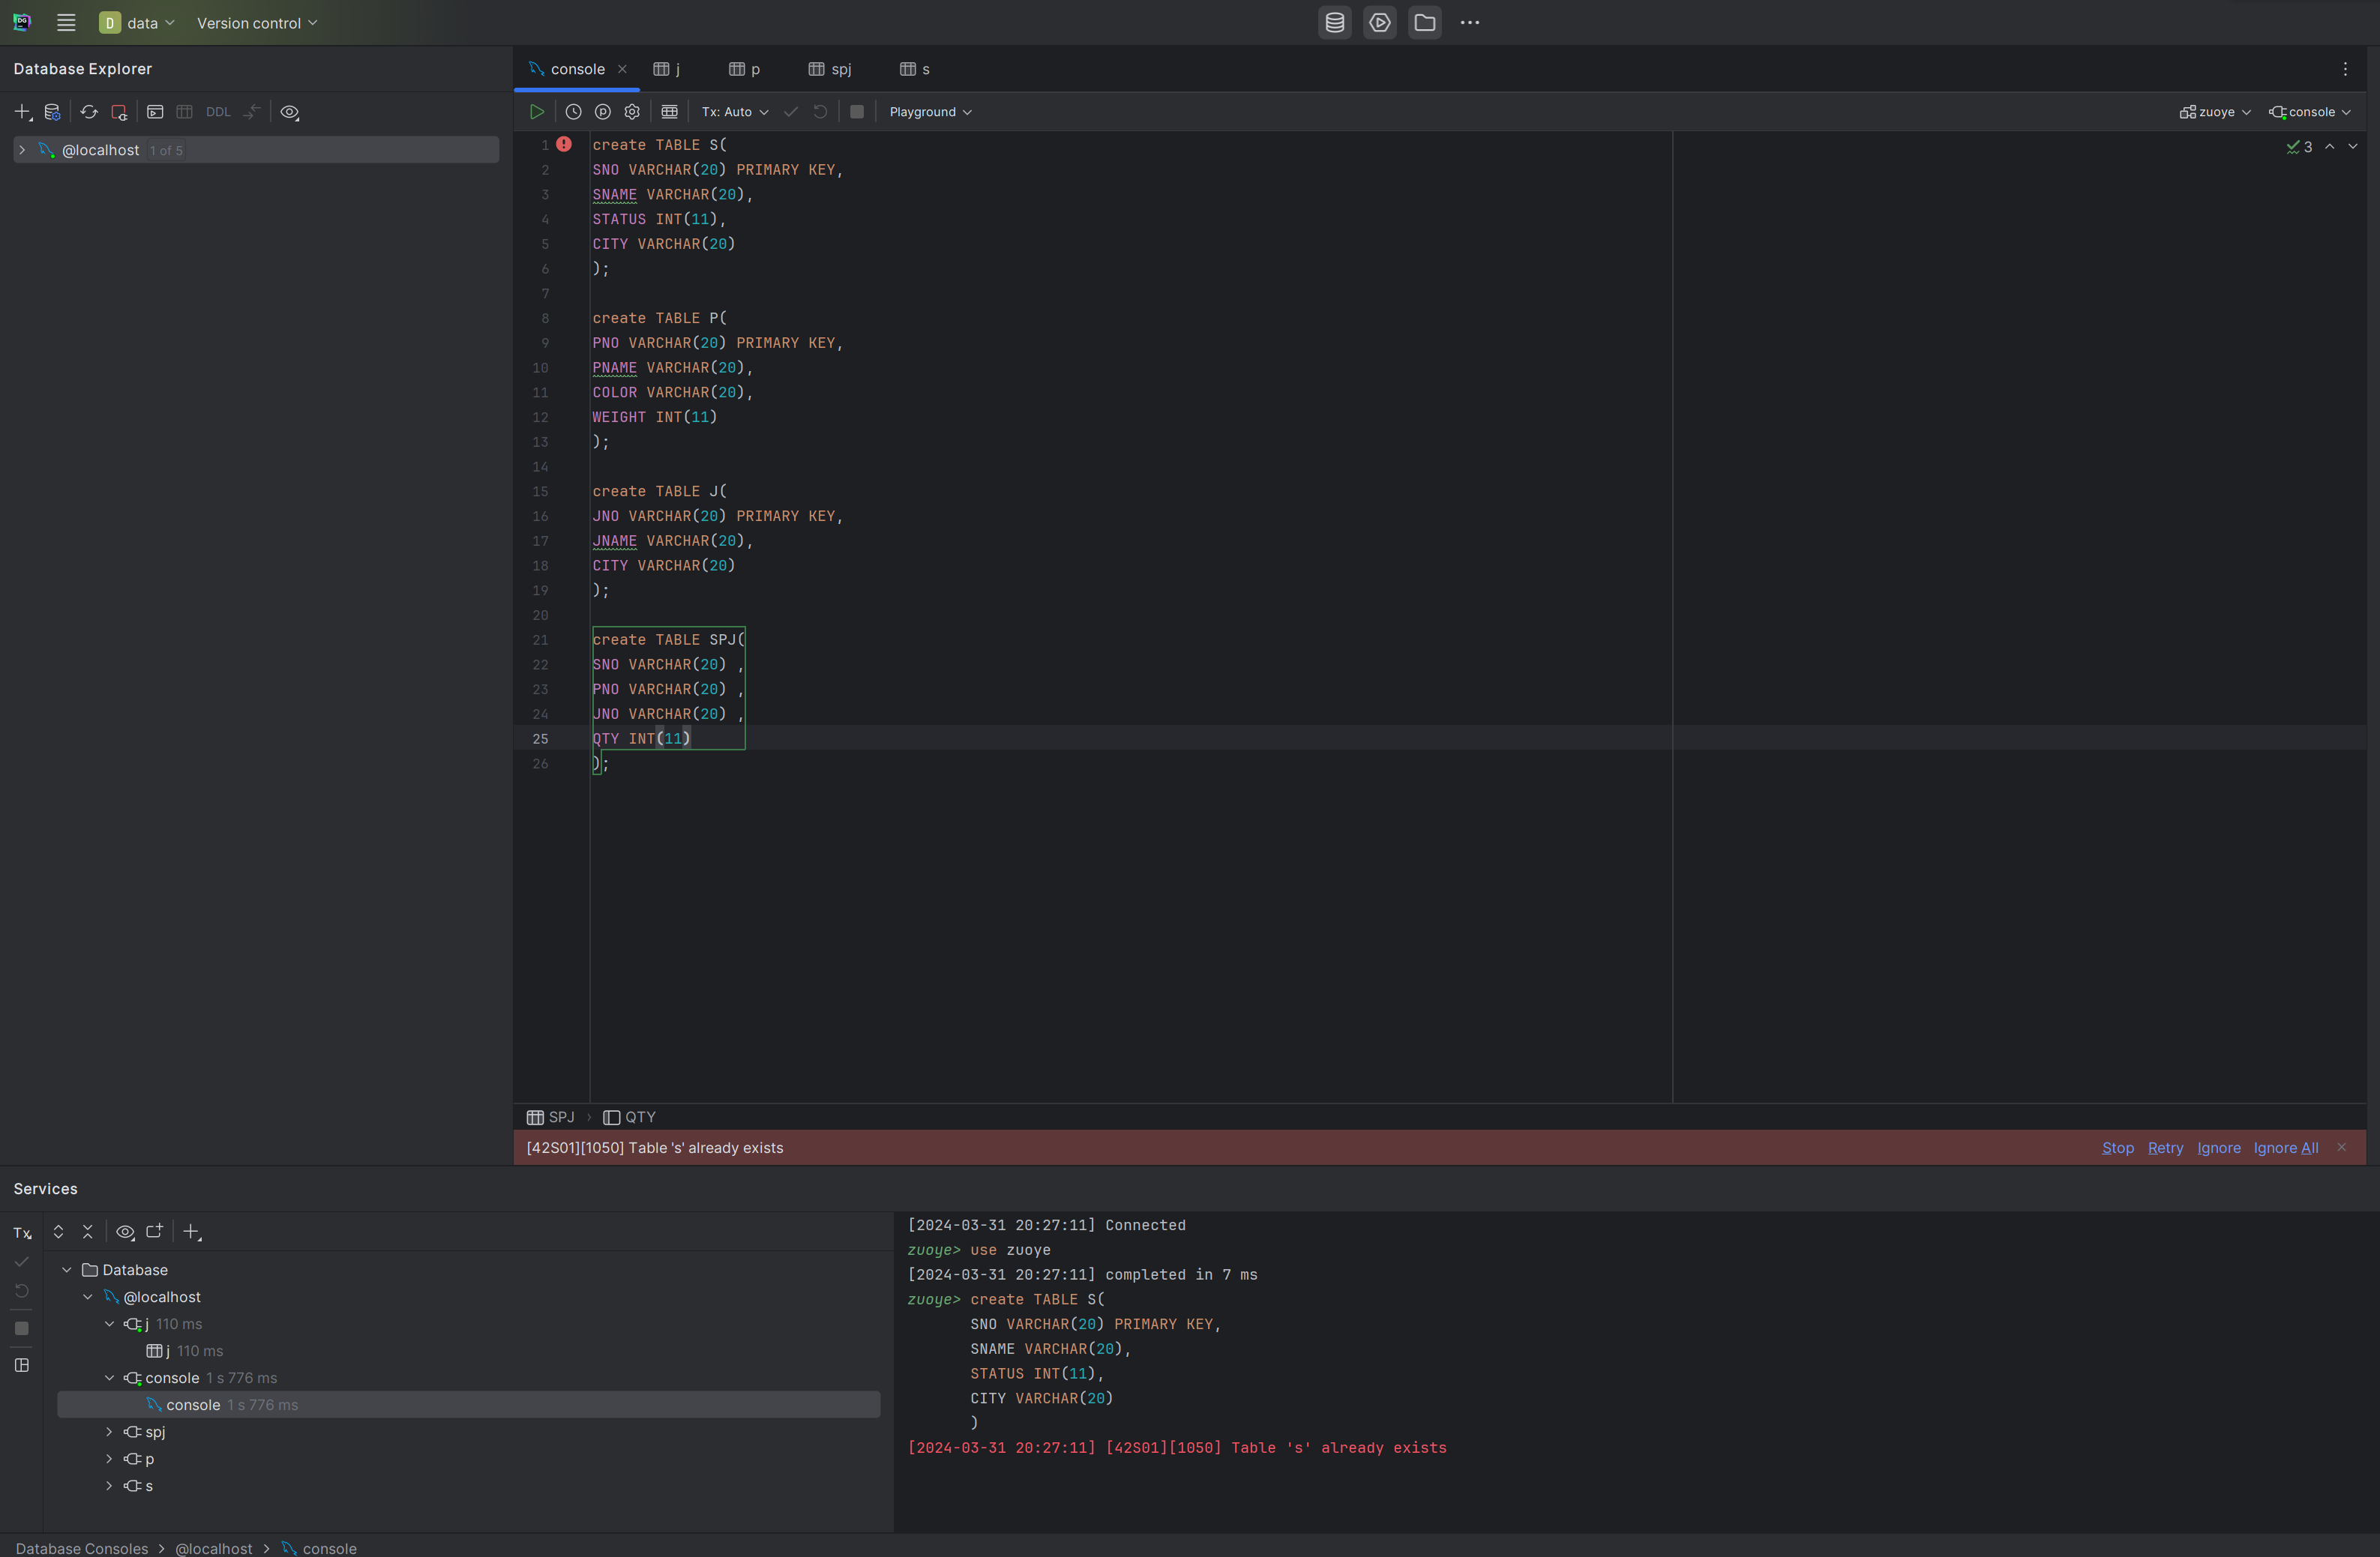 DG
D data Version control
Database Explorer
console j p spj s
DDL
Tx: Auto Playground zuoye console
@localhost 1 of 5
3
1 create TABLE S(
2 SNO VARCHAR(20) PRIMARY KEY,
3 SNAME VARCHAR(20),
4 STATUS INT(11),
5 CITY VARCHAR(20)
6 );
7
8 create TABLE P(
9 PNO VARCHAR(20) PRIMARY KEY,
10 PNAME VARCHAR(20),
11 COLOR VARCHAR(20),
12 WEIGHT INT(11)
13 );
14
15 create TABLE J(
16 JNO VARCHAR(20) PRIMARY KEY,
17 JNAME VARCHAR(20),
18 CITY VARCHAR(20)
19 );
20
21 create TABLE SPJ(
22 SNO VARCHAR(20) ,
23 PNO VARCHAR(20) ,
24 JNO VARCHAR(20) ,
25 QTY INT(11)
26 );
SPJ QTY
[42S01][1050] Table 's' already exists Stop Retry Ignore Ignore All
Services
Tx
Database
@localhost
j 110 ms
j 110 ms
console 1 s 776 ms
console 1 s 776 ms
spj
p
s
[2024-03-31 20:27:11] Connected
zuoye> use zuoye
[2024-03-31 20:27:11] completed in 7 ms
zuoye> create TABLE S(
SNO VARCHAR(20) PRIMARY KEY,
SNAME VARCHAR(20),
STATUS INT(11),
CITY VARCHAR(20)
)
[2024-03-31 20:27:11] [42S01][1050] Table 's' already exists
Database Consoles > @localhost > console